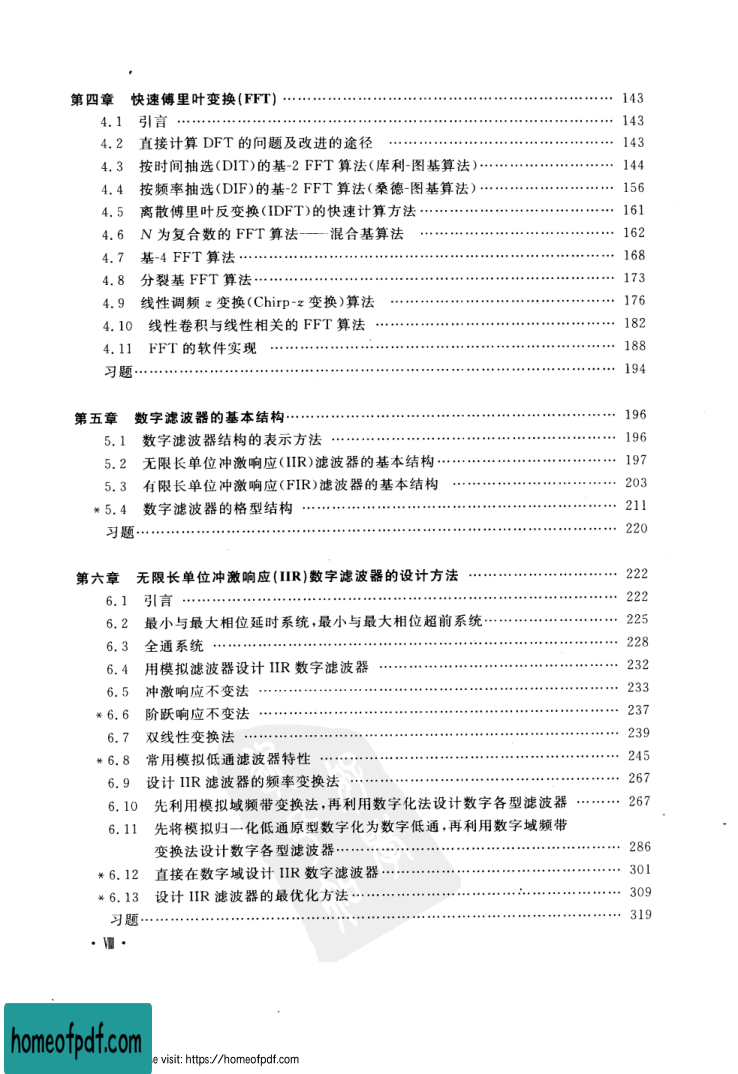 第四章 快速傅里叶变换(FFT) …… 143
4.1 引言 …… 143
4.2 直接计算 DFT 的问题及改进的途径 …… 143
4.3 按时间抽选(DIT)的基-2 FFT 算法(库利-图基算法) …… 144
4.4 按频率抽选(DIF)的基-2 FFT 算法(桑德-图基算法) …… 156
4.5 离散傅里叶反变换(IDFT)的快速计算方法 …… 161
4.6 N 为复合数的 FFT 算法——混合基算法 …… 162
4.7 基-4 FFT 算法 …… 168
4.8 分裂基 FFT 算法 …… 173
4.9 线性调频 z 变换(Chirp-z 变换)算法 …… 176
4.10 线性卷积与线性相关的 FFT 算法 …… 182
4.11 FFT 的软件实现 …… 188
习题 …… 194
第五章 数字滤波器的基本结构 …… 196
5.1 数字滤波器结构的表示方法 …… 196
5.2 无限长单位冲激响应(IIR)滤波器的基本结构 …… 197
5.3 有限长单位冲激响应(FIR)滤波器的基本结构 …… 203
*5.4 数字滤波器的格型结构 …… 211
习题 …… 220
第六章 无限长单位冲激响应(IIR)数字滤波器的设计方法 …… 222
6.1 引言 …… 222
6.2 最小与最大相位延时系统,最小与最大相位超前系统 …… 225
6.3 全通系统 …… 228
6.4 用模拟滤波器设计 IIR 数字滤波器 …… 232
6.5 冲激响应不变法 …… 233
*6.6 阶跃响应不变法 …… 237
6.7 双线性变换法 …… 239
*6.8 常用模拟低通滤波器特性 …… 245
6.9 设计 IIR 滤波器的频率变换法 …… 267
6.10 先利用模拟域频带变换法,再利用数字化法设计数字各型滤波器 …… 267
6.11 先将模拟归一化低通原型数字化为数字低通,再利用数字域频带
变换法设计数字各型滤波器 …… 286
*6.12 直接在数字域设计 IIR 数字滤波器 …… 301
*6.13 设计 IIR 滤波器的最优化方法 …… 309
习题 …… 319
· Ⅷ ·
homeofpdf.com
e visit: https://homeofpdf.com